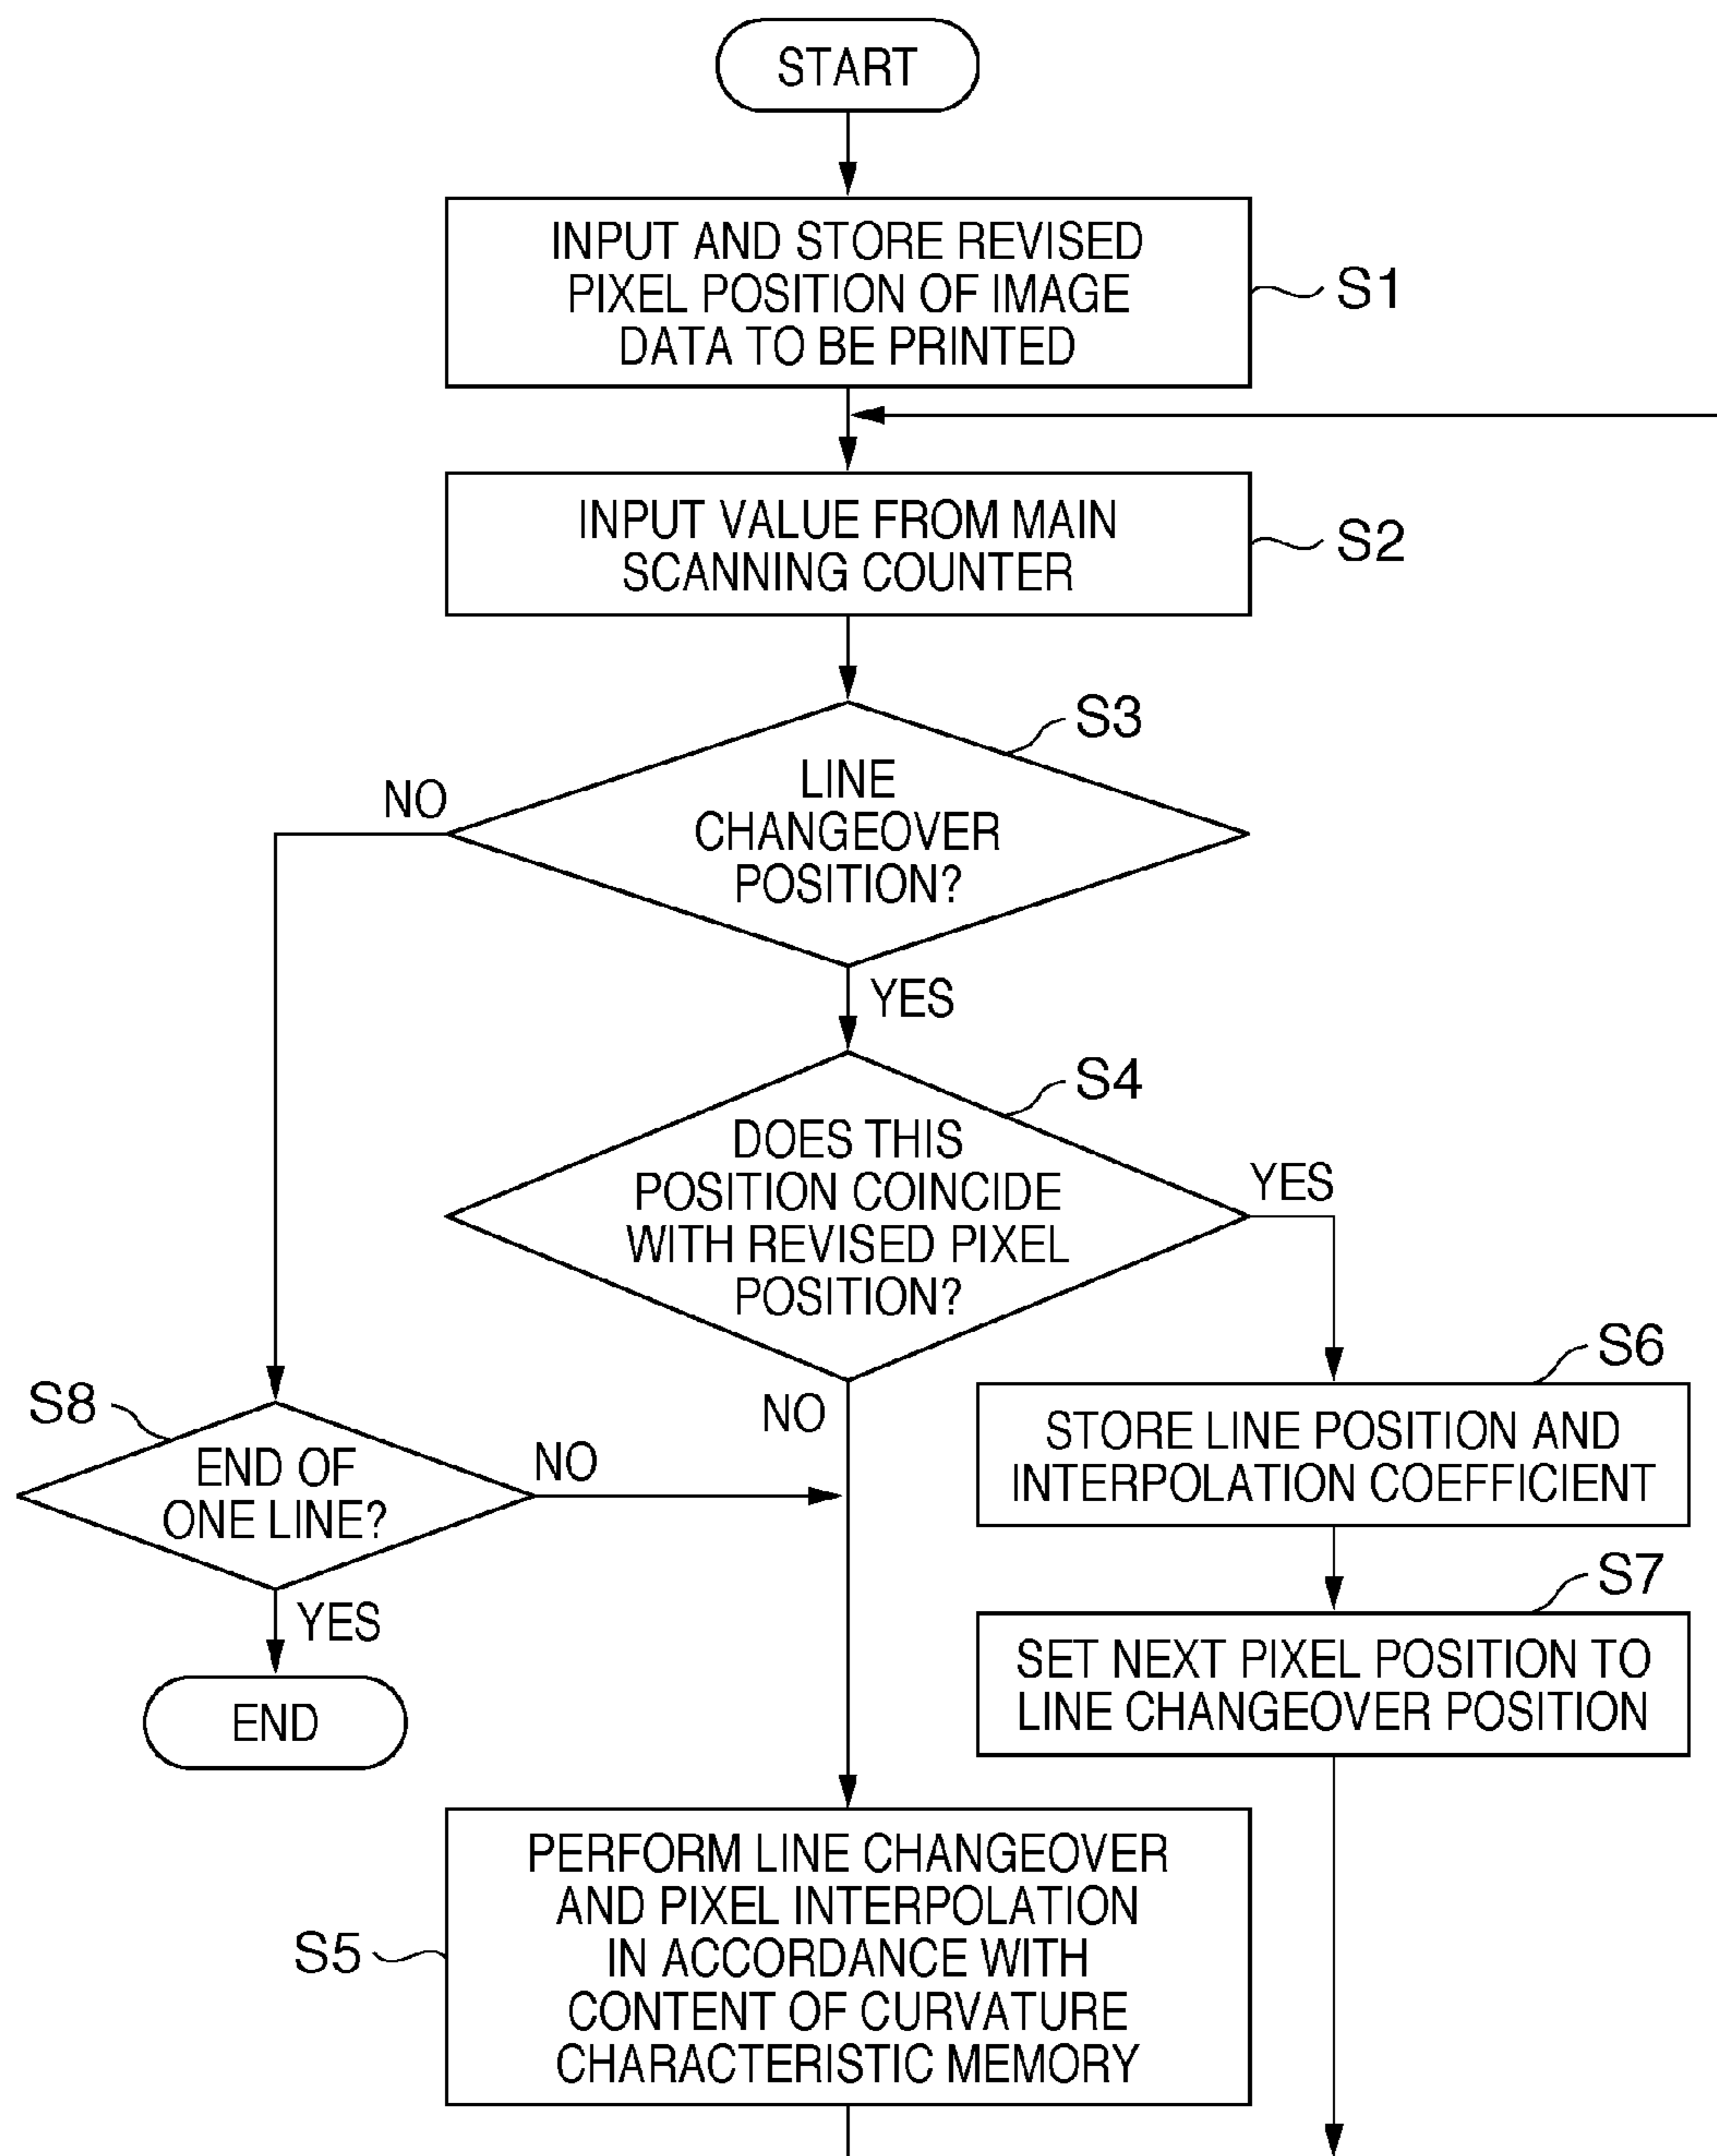 START
INPUT AND STORE REVISED
PIXEL POSITION OF IMAGE
DATA TO BE PRINTED
S1
INPUT VALUE FROM MAIN
SCANNING COUNTER
S2
S3
LINE
CHANGEOVER
POSITION?
NO
YES
S4
DOES THIS
POSITION COINCIDE
WITH REVISED PIXEL
POSITION?
YES
NO
S6
STORE LINE POSITION AND
INTERPOLATION COEFFICIENT
S7
SET NEXT PIXEL POSITION TO
LINE CHANGEOVER POSITION
S8
END OF
ONE LINE?
NO
YES
END
S5
PERFORM LINE CHANGEOVER
AND PIXEL INTERPOLATION
IN ACCORDANCE WITH
CONTENT OF CURVATURE
CHARACTERISTIC MEMORY